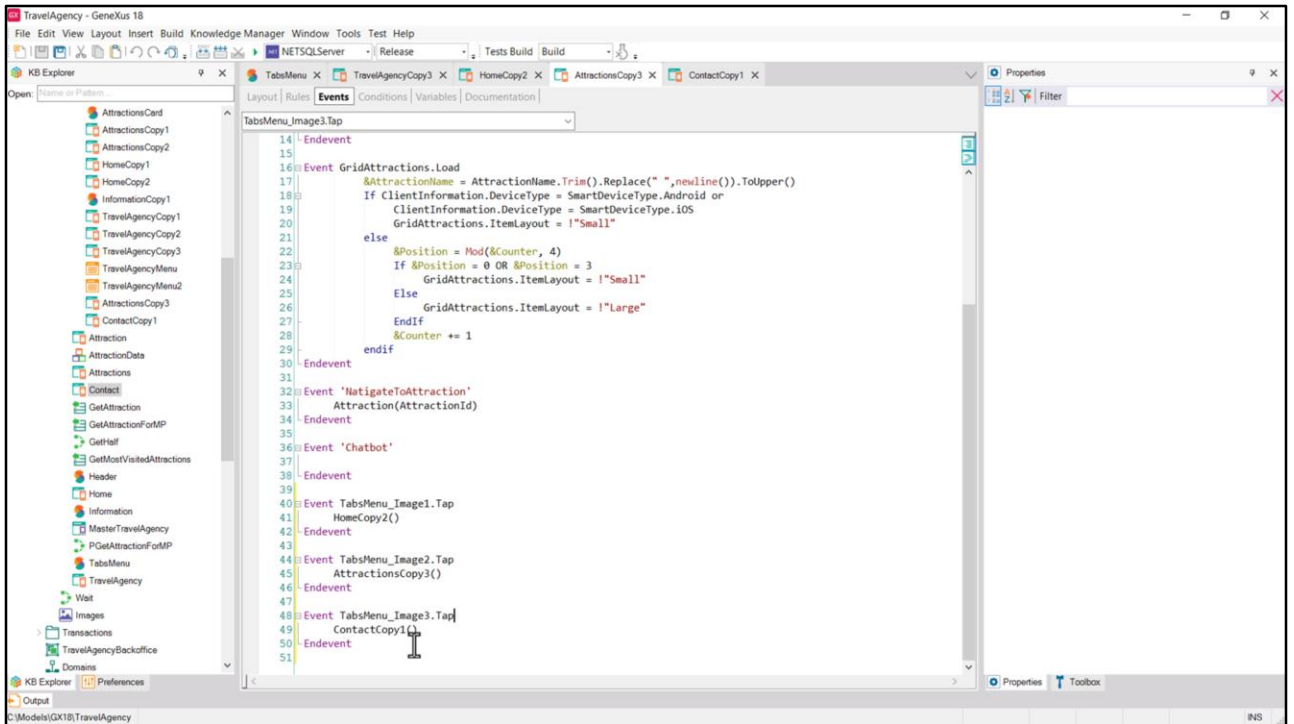 TravelAgency - GeneXus 18
File Edit View Layout Insert Build Knowledge Manager Window Tools Test Help
NETSQLServer Release Tests Build Build
KB Explorer
Open: Name or Pattern...
AttractionsCard
AttractionsCopy1
AttractionsCopy2
HomeCopy1
HomeCopy2
InformationCopy1
TravelAgencyCopy1
TravelAgencyCopy2
TravelAgencyCopy3
TravelAgencyMenu
TravelAgencyMenu2
AttractionsCopy3
ContactCopy1
Attraction
AttractionData
Attractions
Contact
GetAttraction
GetAttractionForMP
GetHalf
GetMostVisitedAttractions
Header
Home
Information
MasterTravelAgency
PGetAttractionForMP
TabsMenu
TravelAgency
Wait
Images
Transactions
TravelAgencyBackoffice
Domains
KB Explorer Preferences
TabsMenu X TravelAgencyCopy3 X HomeCopy2 X AttractionsCopy3 X ContactCopy1 X
Layout | Rules Events Conditions | Variables | Documentation
TabsMenu_Image3.Tap
14 Endevent
15
16 Event GridAttractions.Load
17 &AttractionName = AttractionName.Trim().Replace(" ",newline()).ToUpper()
18 If ClientInformation.DeviceType = SmartDeviceType.Android or
19 ClientInformation.DeviceType = SmartDeviceType.iOS
20 GridAttractions.ItemLayout = !"Small"
21 else
22 &Position = Mod(&Counter, 4)
23 If &Position = 0 OR &Position = 3
24 GridAttractions.ItemLayout = !"Small"
25 Else
26 GridAttractions.ItemLayout = !"Large"
27 EndIf
28 &Counter += 1
29 endif
30 Endevent
31
32 Event 'NatigateToAttraction'
33 Attraction(AttractionId)
34 Endevent
35
36 Event 'Chatbot'
37
38 Endevent
39
40 Event TabsMenu_Image1.Tap
41 HomeCopy2()
42 Endevent
43
44 Event TabsMenu_Image2.Tap
45 AttractionsCopy3()
46 Endevent
47
48 Event TabsMenu_Image3.Tap
49 ContactCopy1()
50 Endevent
51
Properties
Filter
Properties Toolbox
Output
C:\Models\GX18\TravelAgency
INS